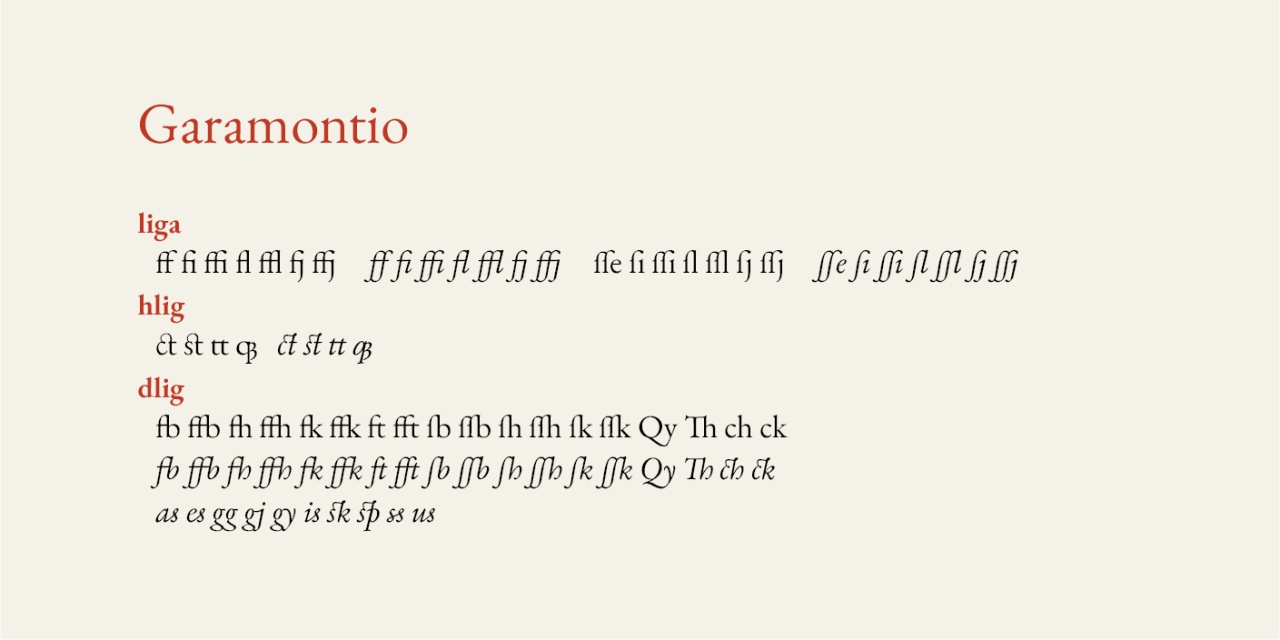 Garamontio
liga
ff fi ffi fl ffl fj ffj ff fi ffi fl ffl fj ffj ſſe ſi ſſi ſl ſſl ſj ſſj ſſe ſi ſſi ſl ſſl ſj ſſj
hlig
ct st tt qꝫ ct st tt qꝫ
dlig
fb ffb fh ffh fk ffk ft fft ſb ſſb ſh ſſh ſk ſſk Qy Th ch ck
fb ffb fh ffh fk ffk ft fft ſb ſſb ſh ſſh ſk ſſk Qy Th ch ck
as es gg gj gy is sk sp ss us